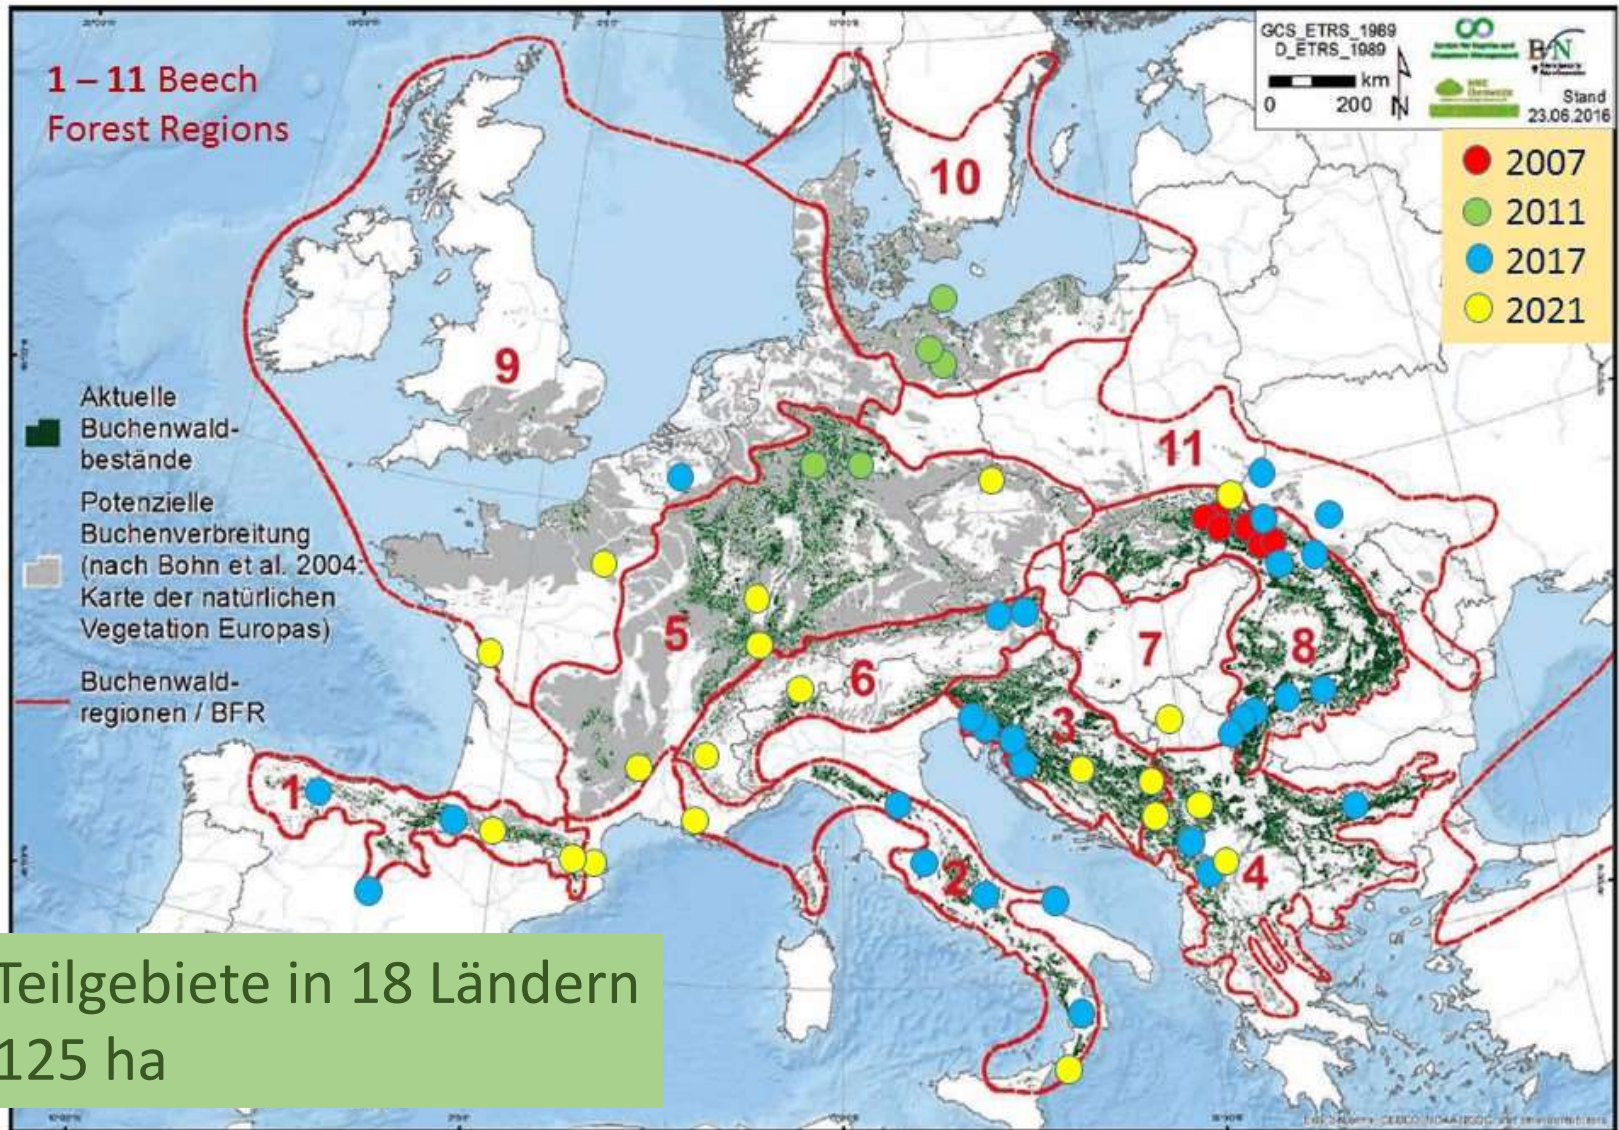 1 – 11 Beech
Forest Regions
GCS_ETRS_1989
D_ETRS_1989
km
0 200 N
BfN
Stand
23.06.2016
2007
2011
2017
2021
Aktuelle
Buchenwald-
bestände
Potenzielle
Buchenverbreitung
(nach Bohn et al. 2004:
Karte der natürlichen
Vegetation Europas)
Buchenwald-
regionen / BFR
10
9
11
5
6
7
8
3
1
2
4
Teilgebiete in 18 Ländern
125 ha